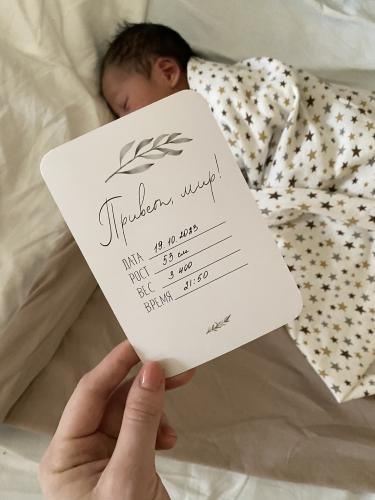 Привет, мир!
ДАТА 19.10.2023
РОСТ 53 см
ВЕС 3 400
ВРЕМЯ 21:50